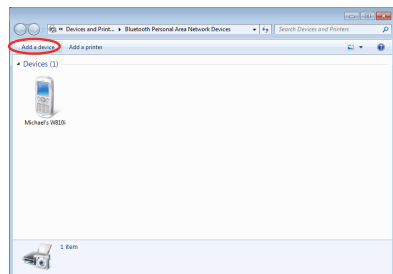 « Devices and Print... ▸ Bluetooth Personal Area Network Devices
Search Devices and Printers
Add a device
Add a printer
Devices (1)
Michael's W810i
1 item